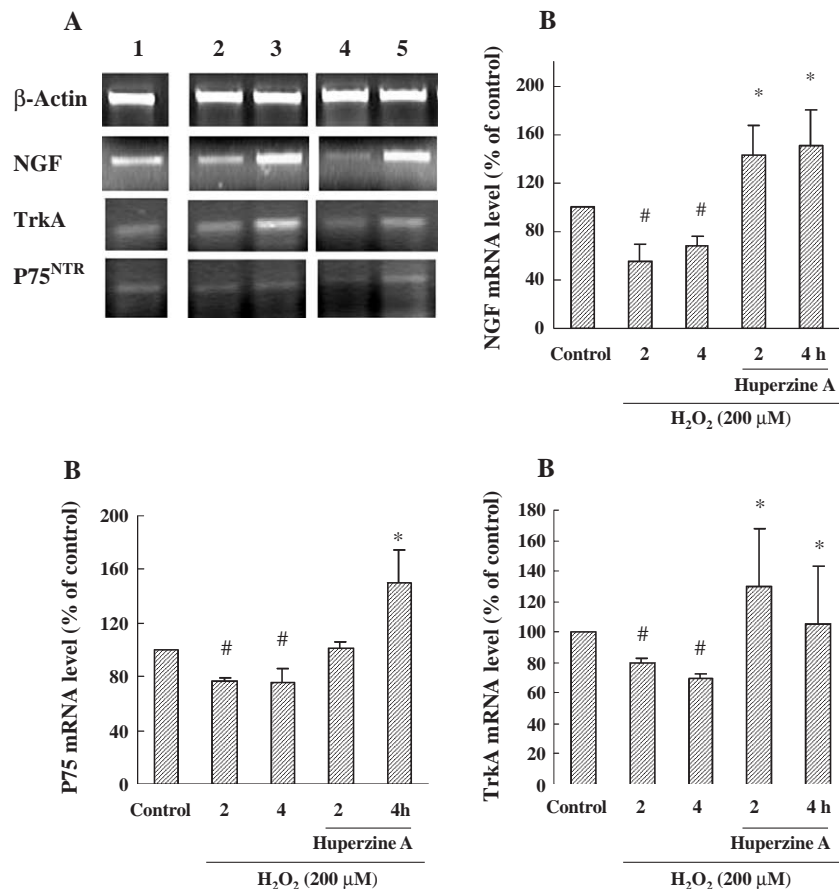 A
1 2 3 4 5
β-Actin
NGF
TrkA
P75NTR
B
NGF mRNA level (% of control)
200
160
120
80
40
0
# # * *
Control 2 4 2 4 h
Huperzine A
H2O2 (200 μM)
B
P75 mRNA level (% of control)
200
160
120
80
40
0
# # *
Control 2 4 2 4h
Huperzine A
H2O2 (200 μM)
B
TrkA mRNA level (% of control)
180
160
140
120
100
80
60
40
20
0
# # * *
Control 2 4 2 4 h
Huperzine A
H2O2 (200 μM)